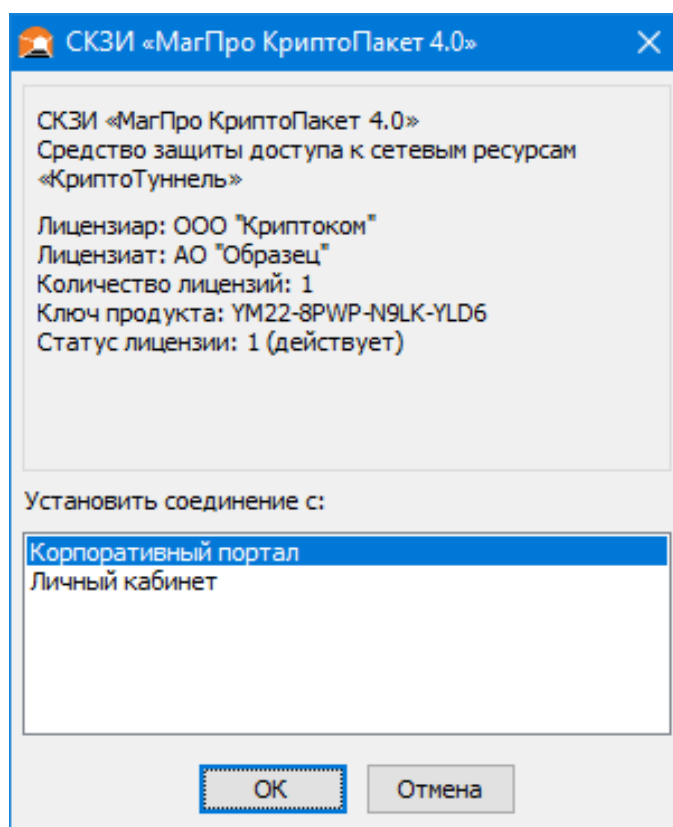 СКЗИ «МагПро КриптоПакет 4.0»
СКЗИ «МагПро КриптоПакет 4.0»
Средство защиты доступа к сетевым ресурсам
«КриптоТуннель»
Лицензиар: ООО "Криптоком"
Лицензиат: АО "Образец"
Количество лицензий: 1
Ключ продукта: YM22-8PWP-N9LK-YLD6
Статус лицензии: 1 (действует)
Установить соединение с:
Корпоративный портал
Личный кабинет
ОК Отмена